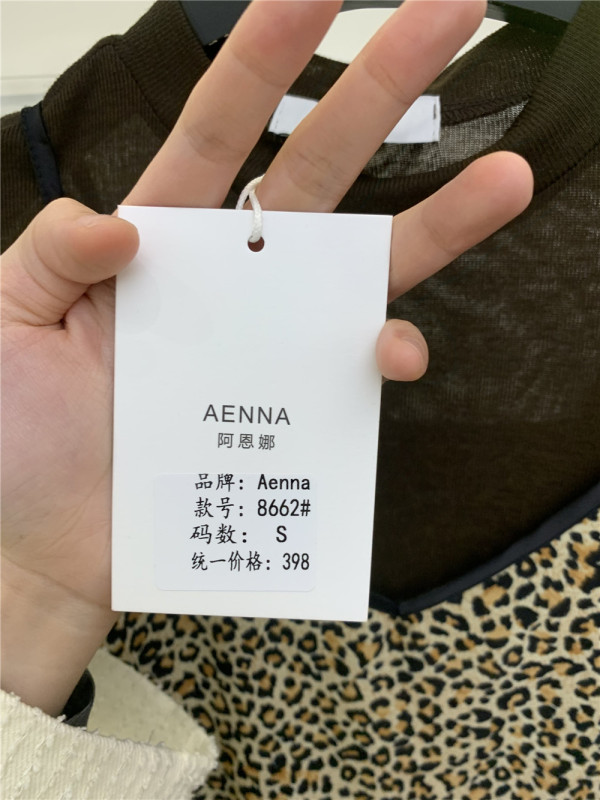 AENNA
阿恩娜
品牌: Aenna
款号: 8662#
码数: S
统一价格: 398